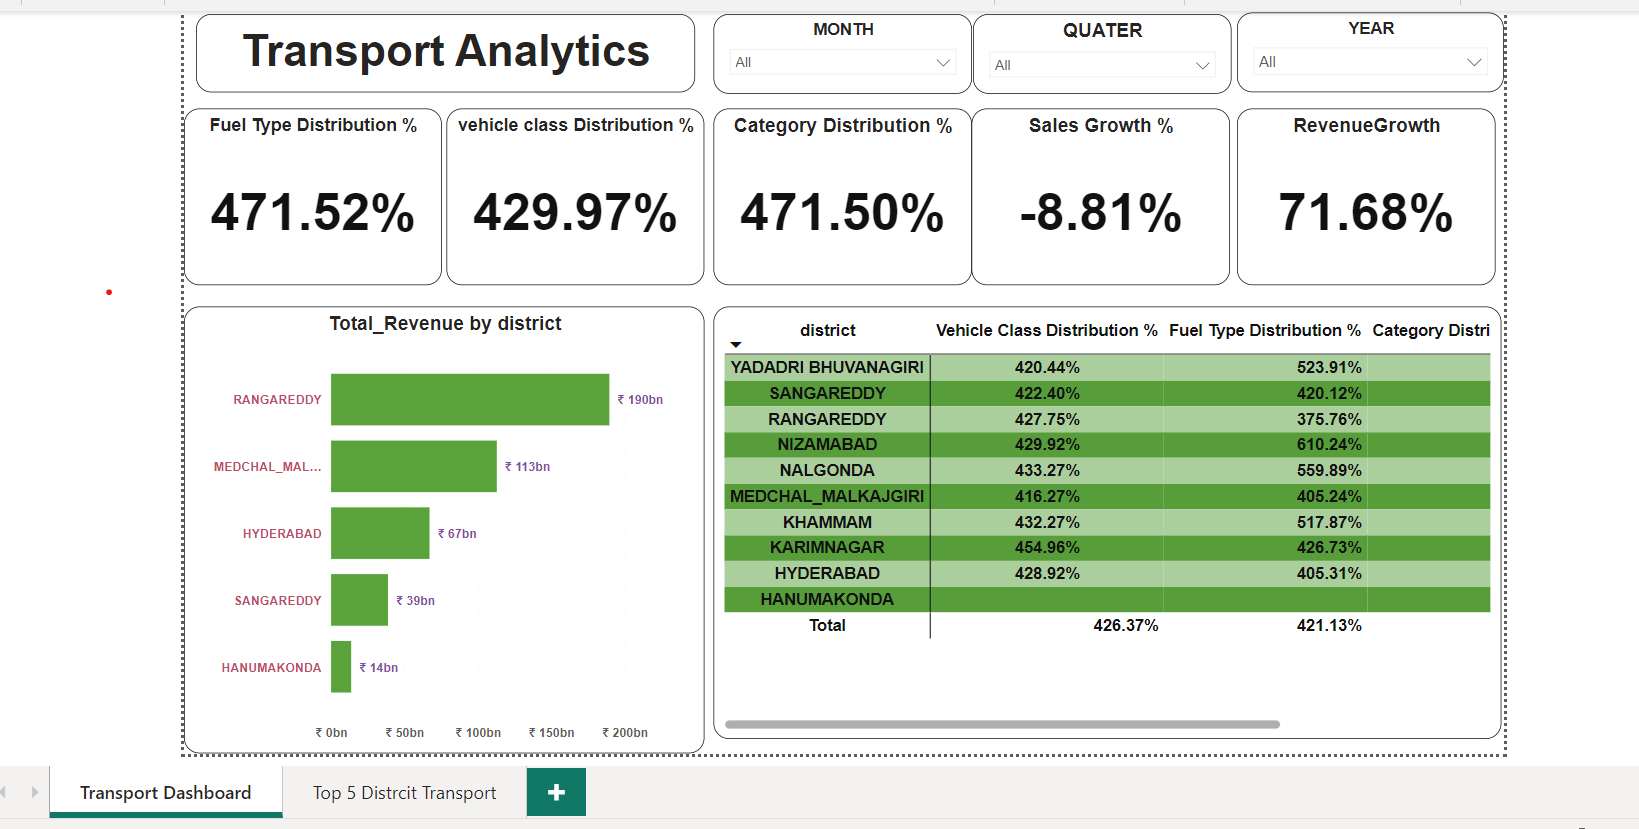 Transport Analytics
MONTH
All
QUATER
All
YEAR
All
Fuel Type Distribution %
471.52%
vehicle class Distribution %
429.97%
Category Distribution %
471.50%
Sales Growth %
-8.81%
RevenueGrowth
71.68%
Total_Revenue by district
RANGAREDDY ₹ 190bn
MEDCHAL_MAL... ₹ 113bn
HYDERABAD ₹ 67bn
SANGAREDDY ₹ 39bn
HANUMAKONDA ₹ 14bn
₹ 0bn ₹ 50bn ₹ 100bn ₹ 150bn ₹ 200bn
district Vehicle Class Distribution % Fuel Type Distribution % Category Distri
YADADRI BHUVANAGIRI 420.44% 523.91%
SANGAREDDY 422.40% 420.12%
RANGAREDDY 427.75% 375.76%
NIZAMABAD 429.92% 610.24%
NALGONDA 433.27% 559.89%
MEDCHAL_MALKAJGIRI 416.27% 405.24%
KHAMMAM 432.27% 517.87%
KARIMNAGAR 454.96% 426.73%
HYDERABAD 428.92% 405.31%
HANUMAKONDA
Total 426.37% 421.13%
Transport Dashboard
Top 5 Distrcit Transport